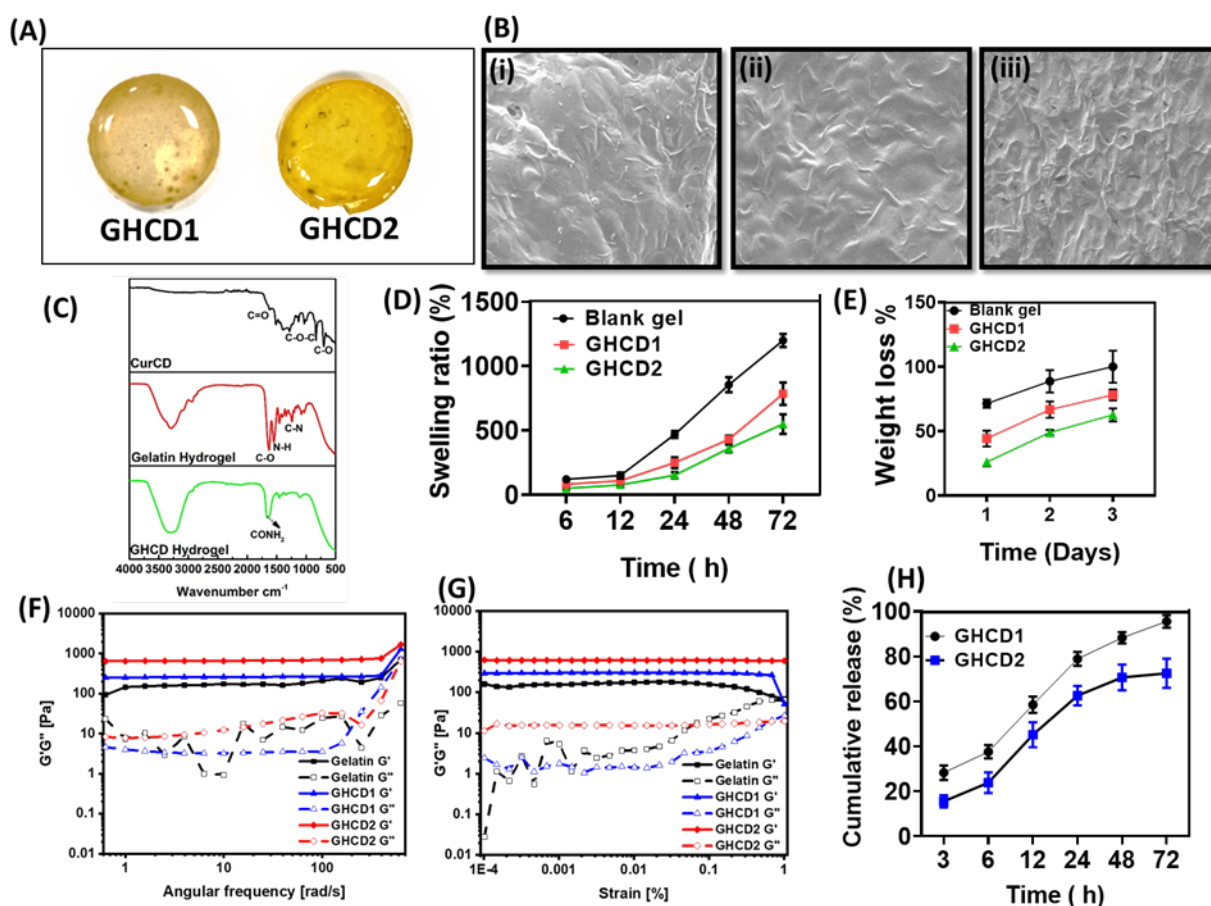 (A)
GHCD1
GHCD2
(B)
(i)
(ii)
(iii)
(C)
C=O
C-O-C
C-O
CurCD
C-N
N-H
C-O
Gelatin Hydrogel
CONH2
GHCD Hydrogel
4000 3500 3000 2500 2000 1500 1000 500
Wavenumber cm-1
(D)
Swelling ratio (%)
1500
1000
500
0
Blank gel
GHCD1
GHCD2
6 12 24 48 72
Time ( h)
(E)
Weight loss %
150
100
50
0
Blank gel
GHCD1
GHCD2
1 2 3
Time (Days)
(F)
G'G" [Pa]
10000
1000
100
10
1
0.1
0.01
Gelatin G'
Gelatin G"
GHCD1 G'
GHCD1 G"
GHCD2 G'
GHCD2 G"
1 10 100
Angular frequency [rad/s]
(G)
G'G" [Pa]
10000
1000
100
10
1
0.1
0.01
Gelatin G'
Gelatin G"
GHCD1 G'
GHCD1 G"
GHCD2 G'
GHCD2 G"
1E-4 0.001 0.01 0.1 1
Strain [%]
(H)
Cumulative release (%)
100
80
60
40
20
0
GHCD1
GHCD2
3 6 12 24 48 72
Time ( h)